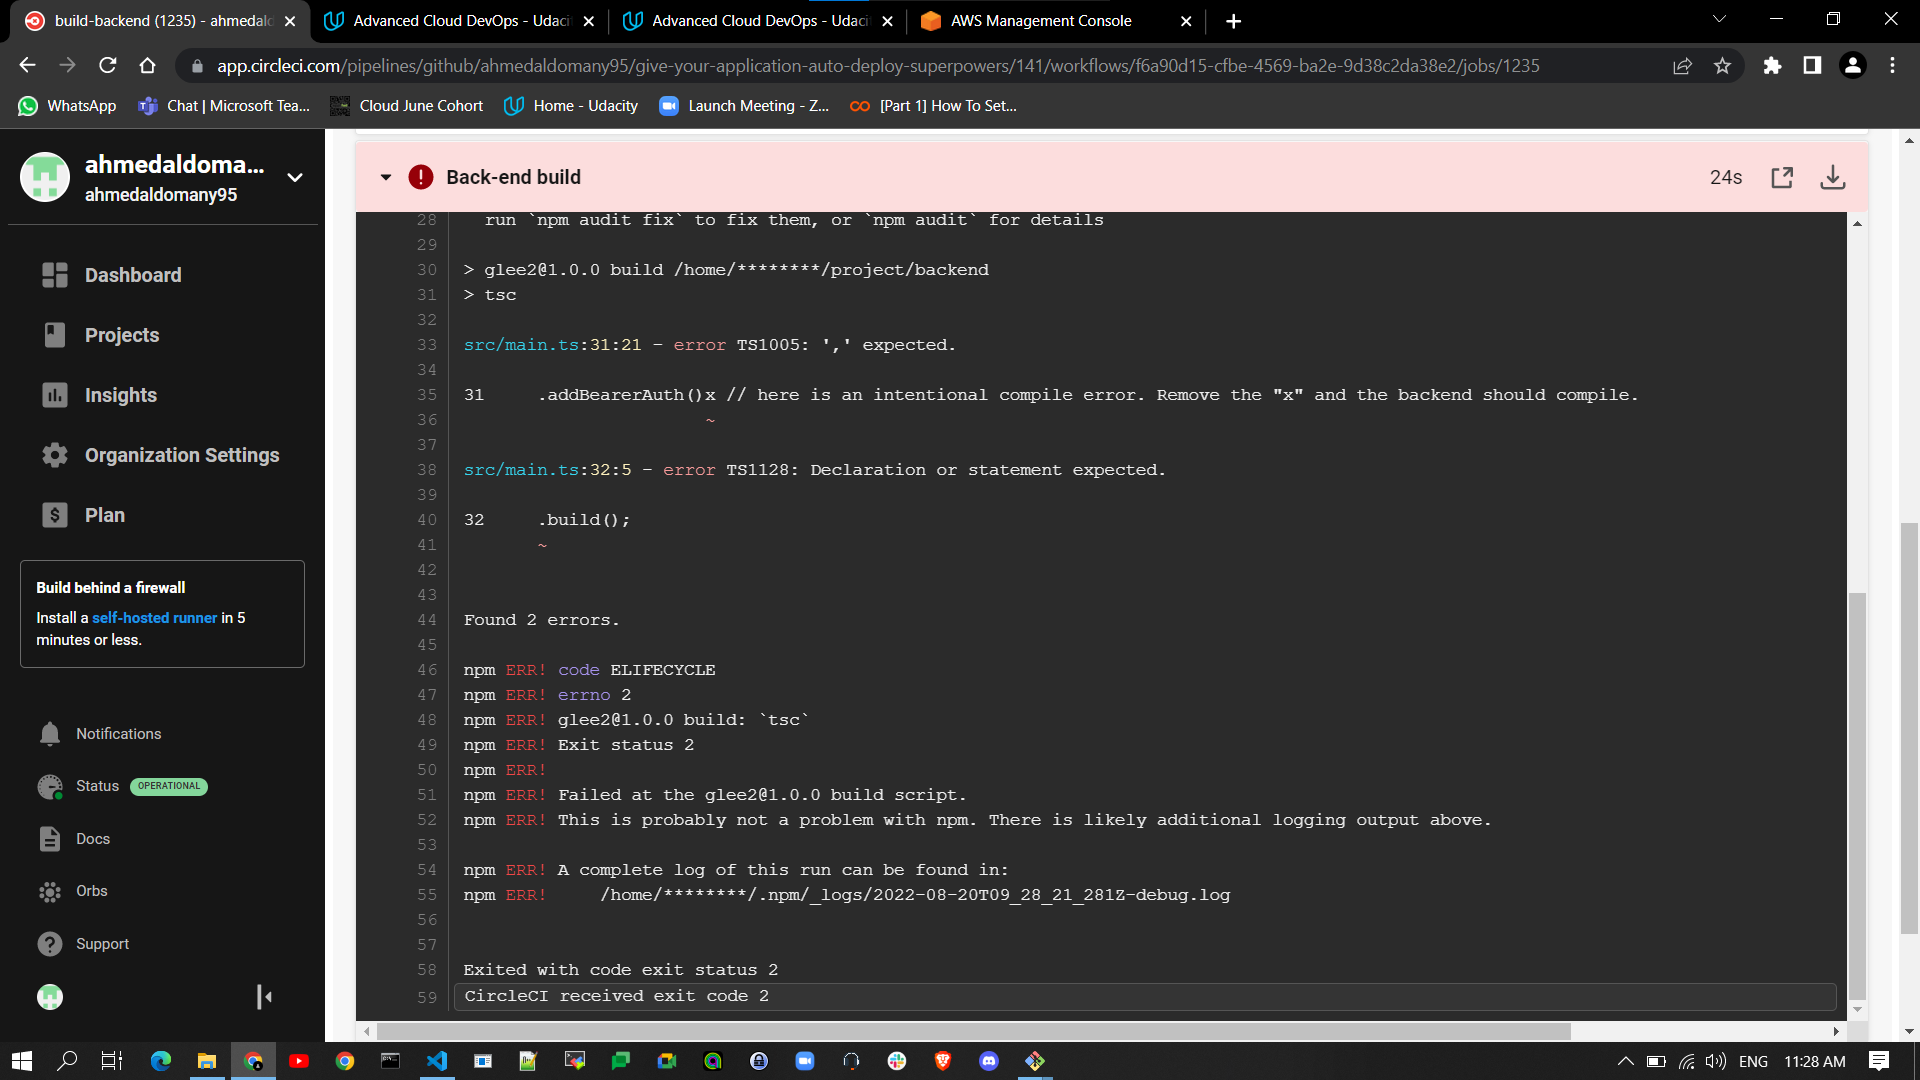 build-backend (1235) - ahmedald
Advanced Cloud DevOps - Udaci
Advanced Cloud DevOps - Udaci
AWS Management Console
app.circleci.com/pipelines/github/ahmedaldomany95/give-your-application-auto-deploy-superpowers/141/workflows/f6a90d15-cfbe-4569-ba2e-9d38c2da38e2/jobs/1235
WhatsApp
Chat | Microsoft Tea...
Cloud June Cohort
Home - Udacity
Launch Meeting - Z...
[Part 1] How To Set...
ahmedaldoma...
ahmedaldomany95
Dashboard
Projects
Insights
Organization Settings
Plan
Build behind a firewall
Install a self-hosted runner in 5
minutes or less.
Notifications
Status OPERATIONAL
Docs
Orbs
Support
Back-end build
24s
28 run `npm audit fix` to fix them, or `npm audit` for details
29
30 > glee2@1.0.0 build /home/********/project/backend
31 > tsc
32
33 src/main.ts:31:21 - error TS1005: ',' expected.
34
35 31 .addBearerAuth()x // here is an intentional compile error. Remove the "x" and the backend should compile.
36 ~
37
38 src/main.ts:32:5 - error TS1128: Declaration or statement expected.
39
40 32 .build();
41 ~
42
43
44 Found 2 errors.
45
46 npm ERR! code ELIFECYCLE
47 npm ERR! errno 2
48 npm ERR! glee2@1.0.0 build: `tsc`
49 npm ERR! Exit status 2
50 npm ERR!
51 npm ERR! Failed at the glee2@1.0.0 build script.
52 npm ERR! This is probably not a problem with npm. There is likely additional logging output above.
53
54 npm ERR! A complete log of this run can be found in:
55 npm ERR! /home/********/.npm/_logs/2022-08-20T09_28_21_281Z-debug.log
56
57
58 Exited with code exit status 2
59 CircleCI received exit code 2
ENG
11:28 AM